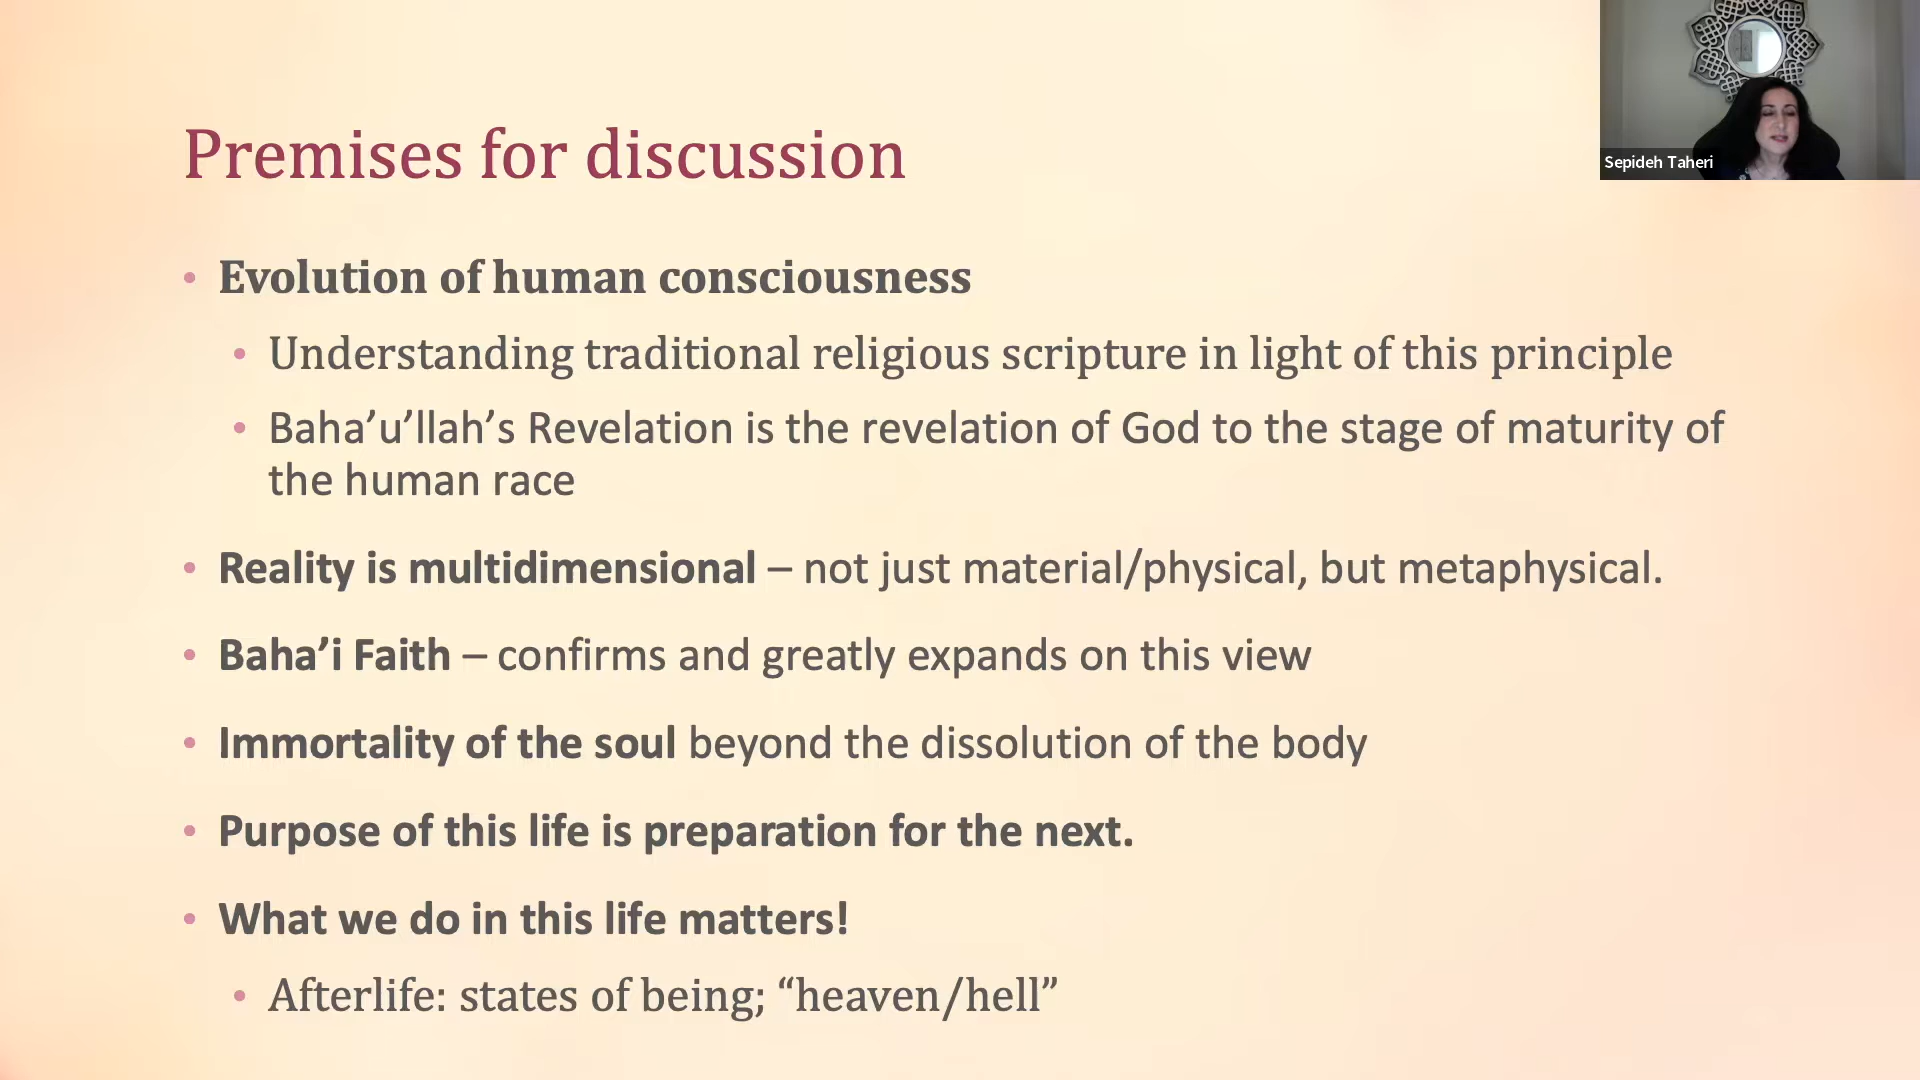 Premises for discussion
Sepideh Taheri
• Evolution of human consciousness
• Understanding traditional religious scripture in light of this principle
• Baha’u’llah’s Revelation is the revelation of God to the stage of maturity of
the human race
• Reality is multidimensional – not just material/physical, but metaphysical.
• Baha’i Faith – confirms and greatly expands on this view
• Immortality of the soul beyond the dissolution of the body
• Purpose of this life is preparation for the next.
• What we do in this life matters!
• Afterlife: states of being; “heaven/hell”